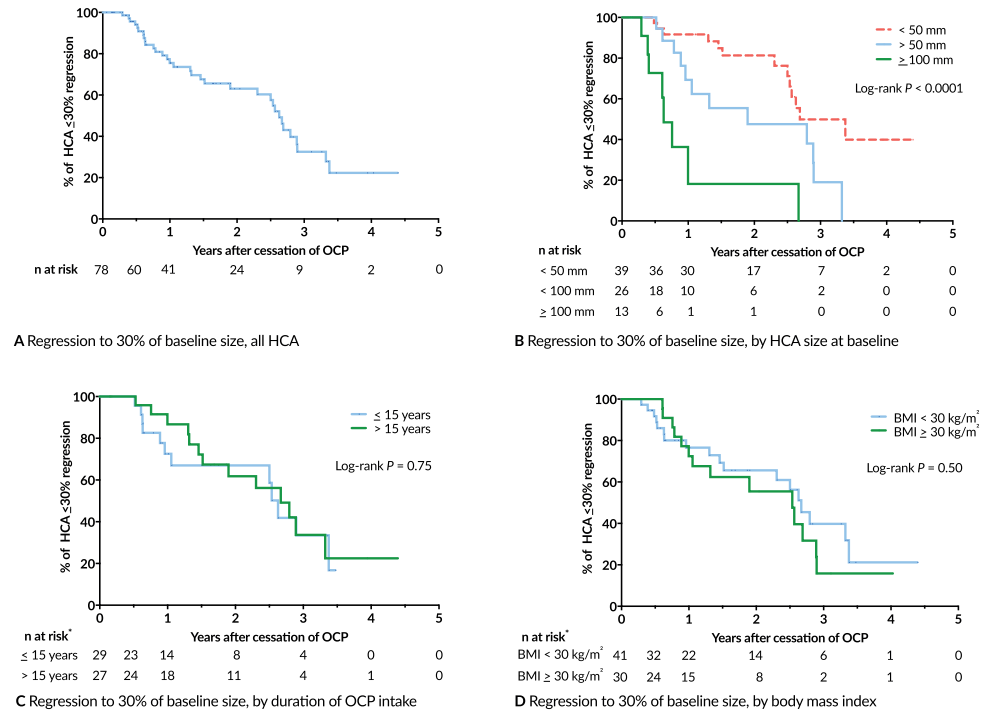 100
80
60
40
20
0
% of HCA ≤30% regression
0 1 2 3 4 5
Years after cessation of OCP
n at risk 78 60 41 24 9 2 0
A Regression to 30% of baseline size, all HCA
100
80
60
40
20
0
% of HCA ≤30% regression
< 50 mm
> 50 mm
≥ 100 mm
Log-rank P < 0.0001
0 1 2 3 4 5
Years after cessation of OCP
n at risk
< 50 mm 39 36 30 17 7 2 0
< 100 mm 26 18 10 6 2 0 0
≥ 100 mm 13 6 1 1 0 0 0
B Regression to 30% of baseline size, by HCA size at baseline
100
80
60
40
20
0
% of HCA ≤30% regression
≤ 15 years
> 15 years
Log-rank P = 0.75
0 1 2 3 4 5
Years after cessation of OCP
n at risk*
≤ 15 years 29 23 14 8 4 0 0
> 15 years 27 24 18 11 4 1 0
C Regression to 30% of baseline size, by duration of OCP intake
100
80
60
40
20
0
% of HCA ≤30% regression
BMI < 30 kg/m²
BMI ≥ 30 kg/m²
Log-rank P = 0.50
0 1 2 3 4 5
Years after cessation of OCP
n at risk*
BMI < 30 kg/m² 41 32 22 14 6 1 0
BMI ≥ 30 kg/m² 30 24 15 8 2 1 0
D Regression to 30% of baseline size, by body mass index